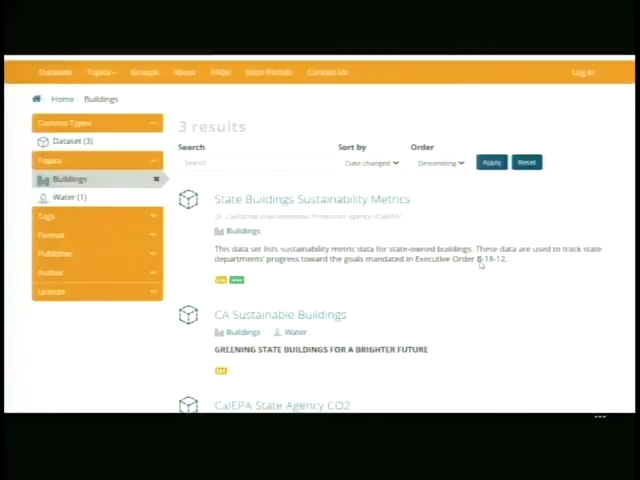 Datasets Topics Groups About FAQs State Portals Contact Us Log in
Home Buildings
Content Types
Dataset (3)
Topics
Buildings
Water (1)
Tags
Format
Publisher
Author
License
3 results
Search Sort by Order
Search Date changed Descending Apply Reset
State Buildings Sustainability Metrics
California Environmental Protection Agency (CalEPA)
Buildings
This data set lists sustainability metric data for state-owned buildings. These data are used to track state
departments' progress toward the goals mandated in Executive Order B-18-12.
CA Sustainable Buildings
Buildings Water
GREENING STATE BUILDINGS FOR A BRIGHTER FUTURE
CalEPA State Agency CO2